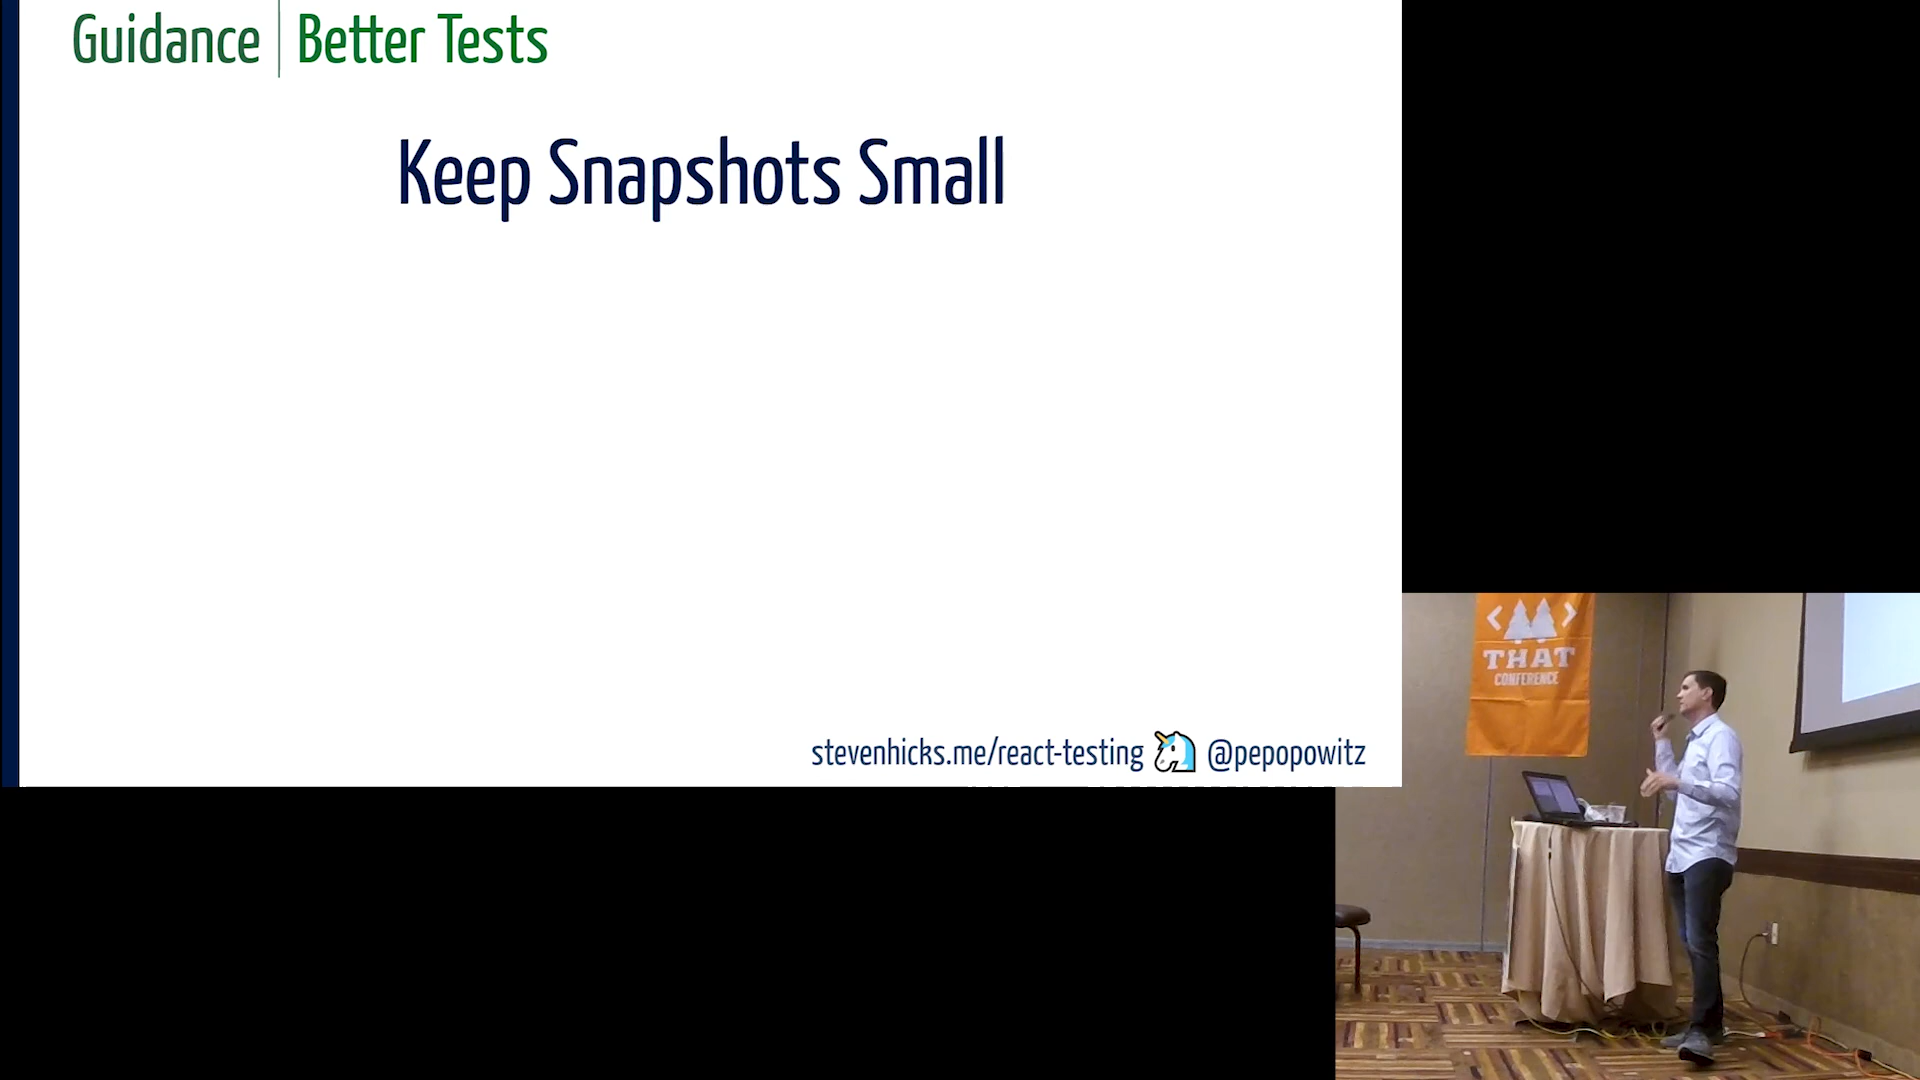 Guidance | Better Tests
Keep Snapshots Small
stevenhicks.me/react-testing @pepopowitz
< >
THAT
CONFERENCE